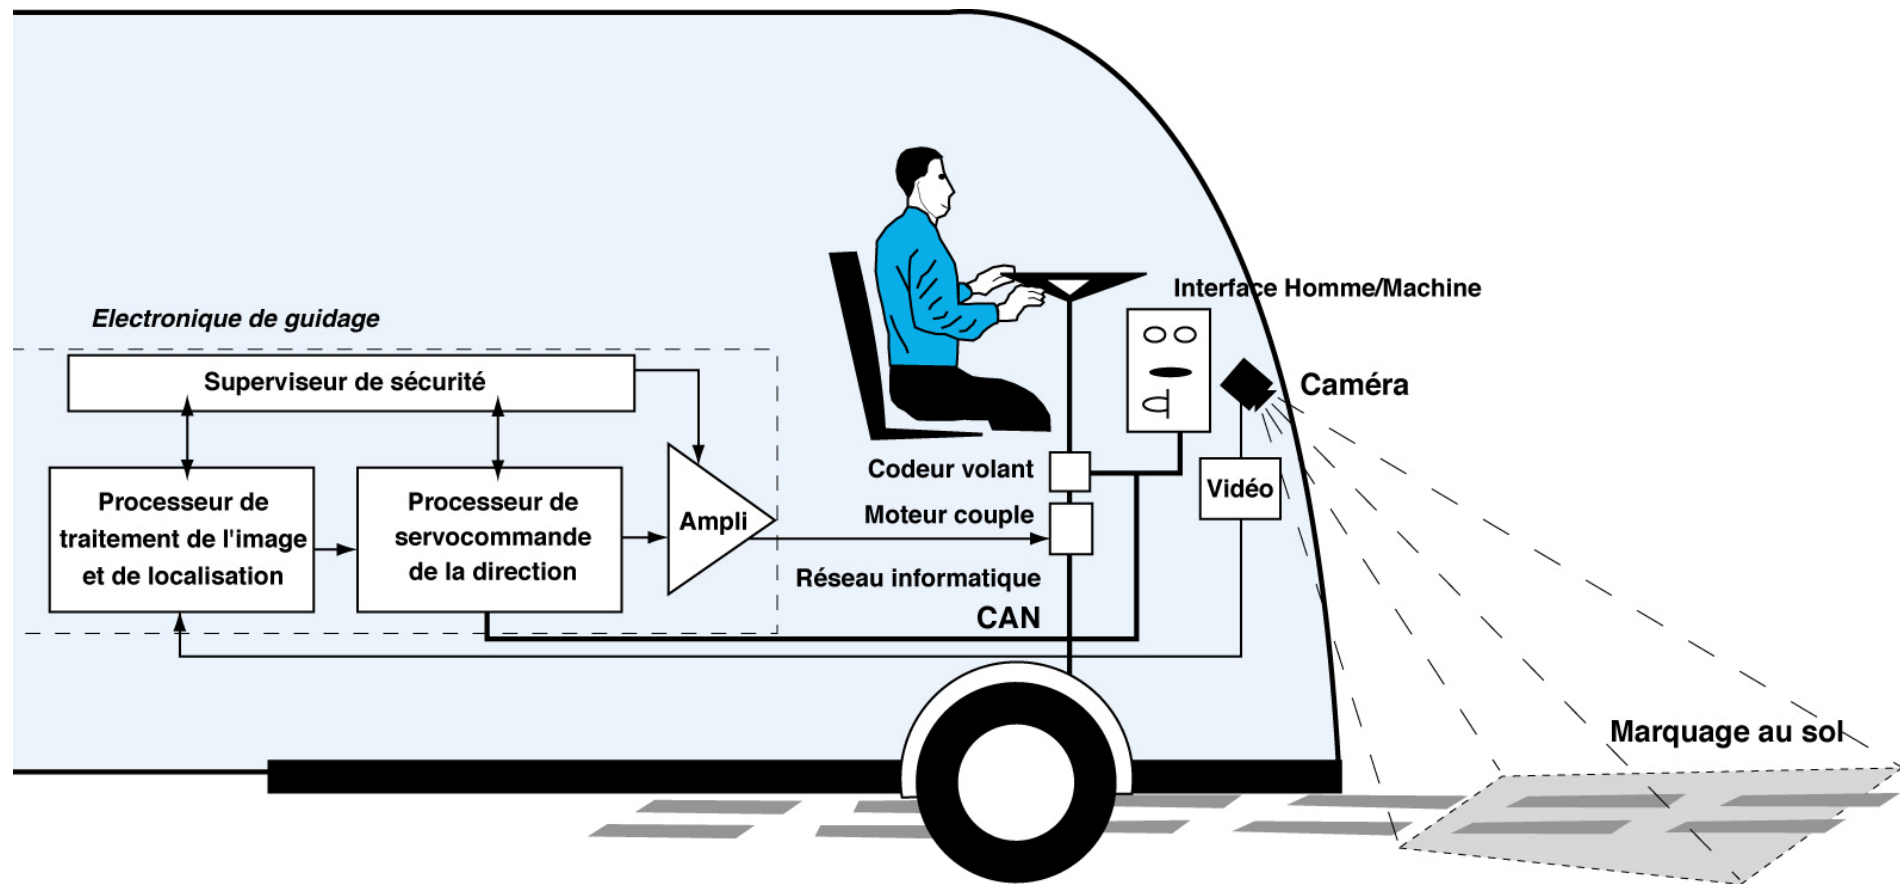 Interface Homme/Machine
Electronique de guidage
Superviseur de sécurité
Caméra
Codeur volant
Vidéo
Processeur de
traitement de l'image
et de localisation
Processeur de
servocommande
de la direction
Ampli
Moteur couple
Réseau informatique
CAN
Marquage au sol